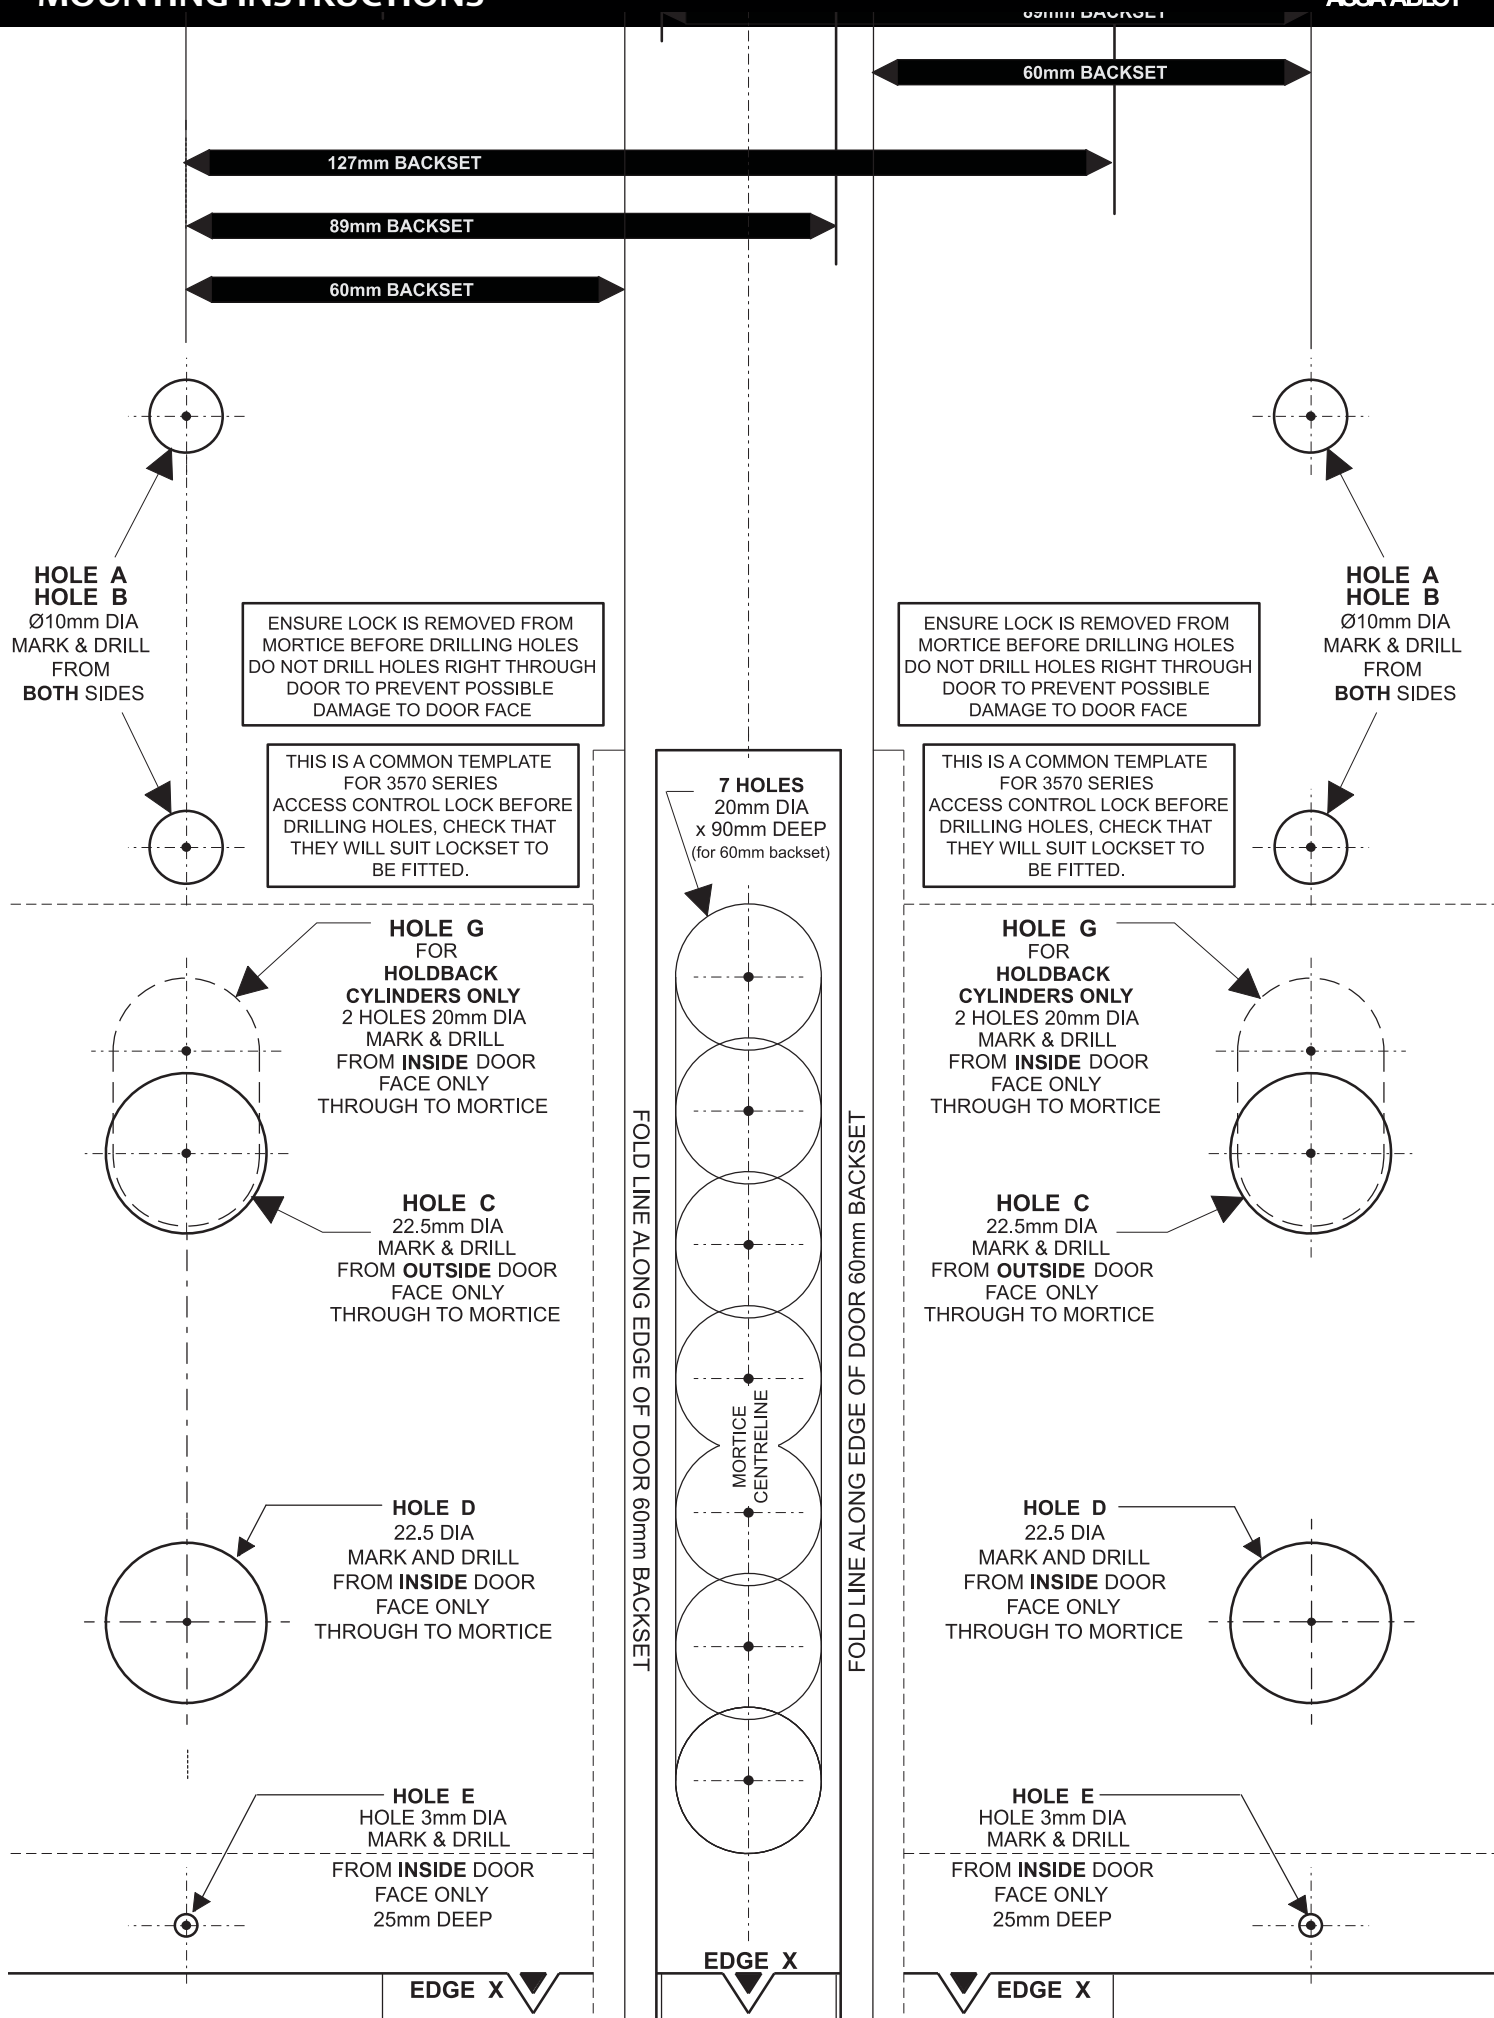 MOUNTING INSTRUCTIONS
ASSA ABLOY
89mm BACKSET
60mm BACKSET
127mm BACKSET
89mm BACKSET
60mm BACKSET
HOLE A
HOLE B
Ø10mm DIA
MARK & DRILL
FROM
BOTH SIDES
ENSURE LOCK IS REMOVED FROM
MORTICE BEFORE DRILLING HOLES
DO NOT DRILL HOLES RIGHT THROUGH
DOOR TO PREVENT POSSIBLE
DAMAGE TO DOOR FACE
THIS IS A COMMON TEMPLATE
FOR 3570 SERIES
ACCESS CONTROL LOCK BEFORE
DRILLING HOLES, CHECK THAT
THEY WILL SUIT LOCKSET TO
BE FITTED.
7 HOLES
20mm DIA
x 90mm DEEP
(for 60mm backset)
ENSURE LOCK IS REMOVED FROM
MORTICE BEFORE DRILLING HOLES
DO NOT DRILL HOLES RIGHT THROUGH
DOOR TO PREVENT POSSIBLE
DAMAGE TO DOOR FACE
THIS IS A COMMON TEMPLATE
FOR 3570 SERIES
ACCESS CONTROL LOCK BEFORE
DRILLING HOLES, CHECK THAT
THEY WILL SUIT LOCKSET TO
BE FITTED.
HOLE A
HOLE B
Ø10mm DIA
MARK & DRILL
FROM
BOTH SIDES
HOLE G
FOR
HOLDBACK
CYLINDERS ONLY
2 HOLES 20mm DIA
MARK & DRILL
FROM INSIDE DOOR
FACE ONLY
THROUGH TO MORTICE
HOLE C
22.5mm DIA
MARK & DRILL
FROM OUTSIDE DOOR
FACE ONLY
THROUGH TO MORTICE
HOLE D
22.5 DIA
MARK AND DRILL
FROM INSIDE DOOR
FACE ONLY
THROUGH TO MORTICE
HOLE E
HOLE 3mm DIA
MARK & DRILL
FROM INSIDE DOOR
FACE ONLY
25mm DEEP
EDGE X
FOLD LINE ALONG EDGE OF DOOR 60mm BACKSET
MORTICE
CENTRELINE
EDGE X
FOLD LINE ALONG EDGE OF DOOR 60mm BACKSET
HOLE G
FOR
HOLDBACK
CYLINDERS ONLY
2 HOLES 20mm DIA
MARK & DRILL
FROM INSIDE DOOR
FACE ONLY
THROUGH TO MORTICE
HOLE C
22.5mm DIA
MARK & DRILL
FROM OUTSIDE DOOR
FACE ONLY
THROUGH TO MORTICE
HOLE D
22.5 DIA
MARK AND DRILL
FROM INSIDE DOOR
FACE ONLY
THROUGH TO MORTICE
HOLE E
HOLE 3mm DIA
MARK & DRILL
FROM INSIDE DOOR
FACE ONLY
25mm DEEP
EDGE X